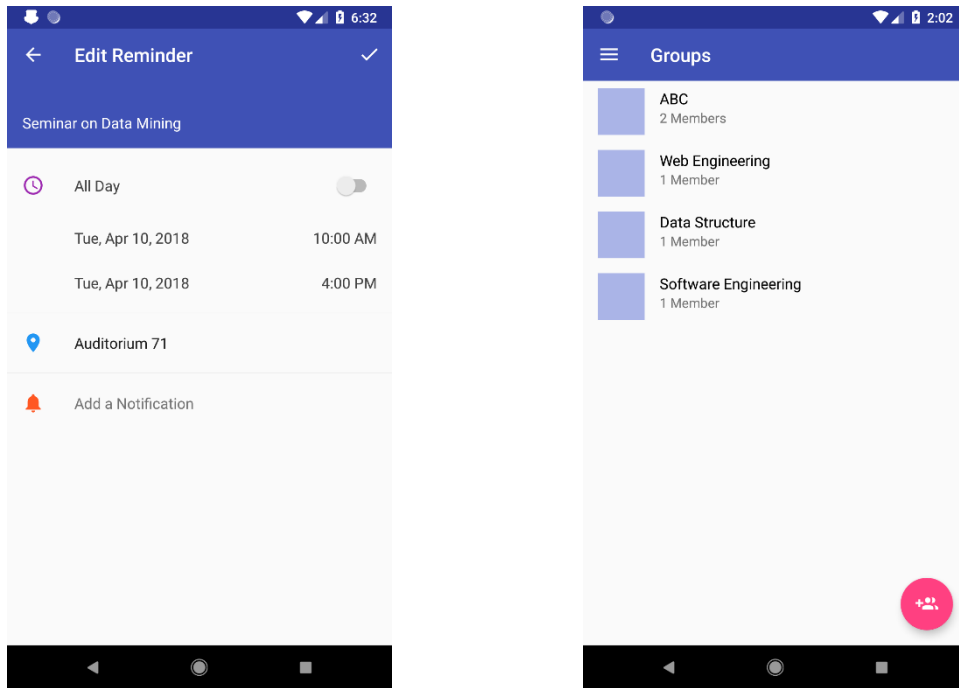 6:32
Edit Reminder
Seminar on Data Mining
All Day
Tue, Apr 10, 2018 10:00 AM
Tue, Apr 10, 2018 4:00 PM
Auditorium 71
Add a Notification
2:02
Groups
ABC
2 Members
Web Engineering
1 Member
Data Structure
1 Member
Software Engineering
1 Member